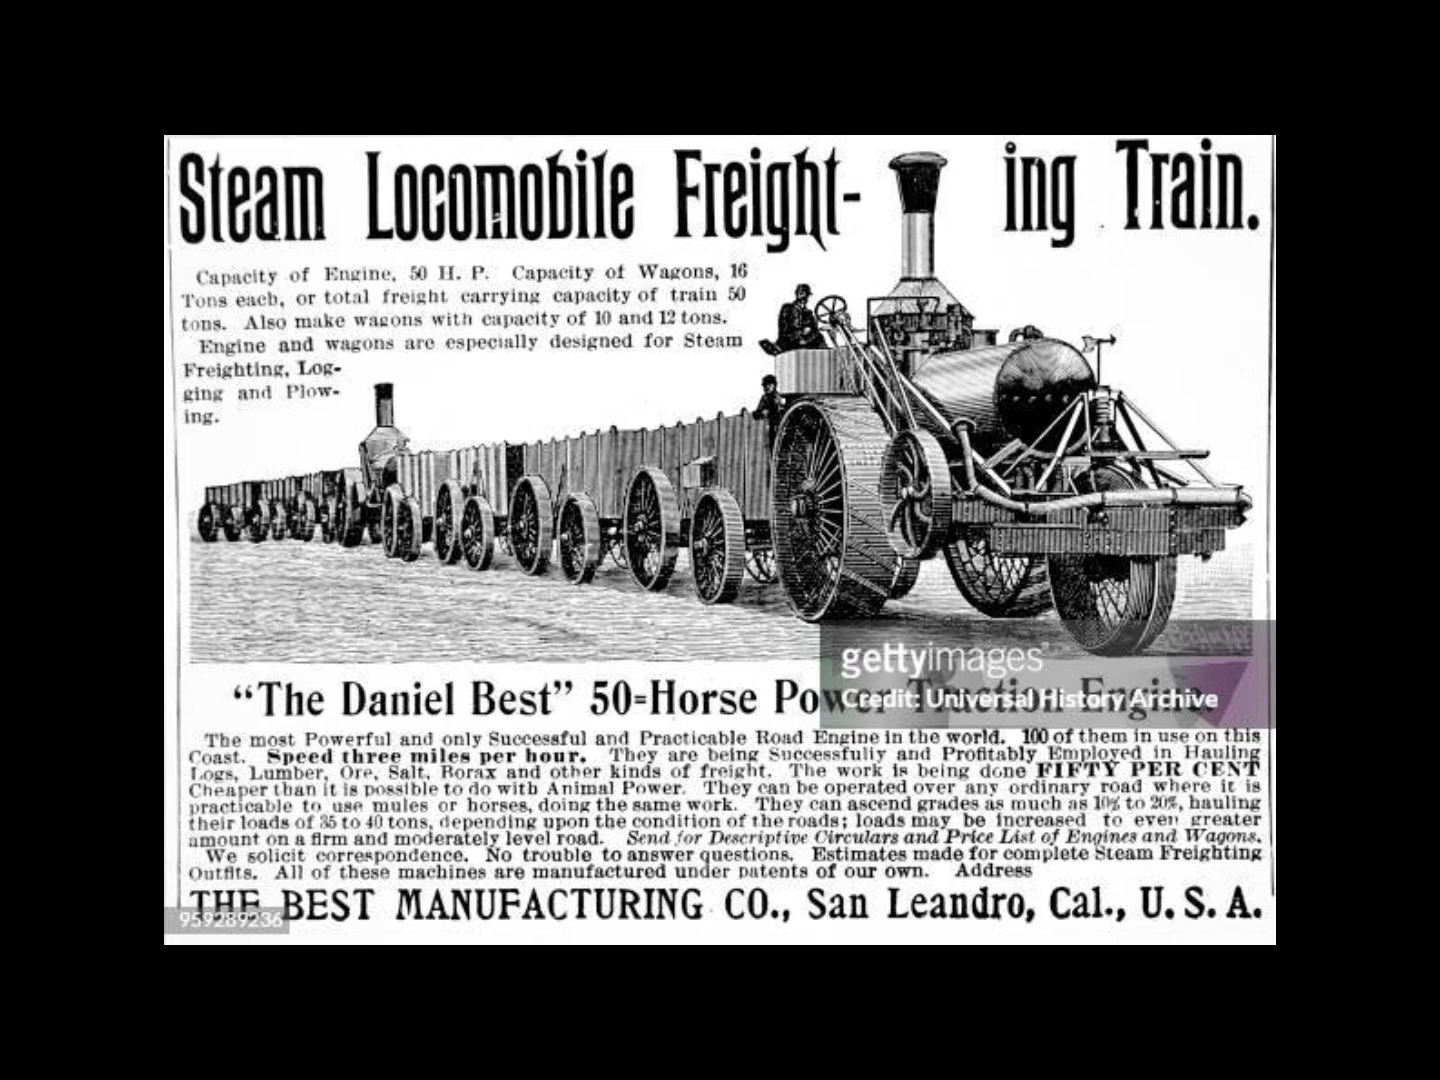 Steam Locomobile Freight-ing Train.
Capacity of Engine, 50 H. P. Capacity of Wagons, 16
Tons each, or total freight carrying capacity of train 50
tons. Also make wagons with capacity of 10 and 12 tons.
Engine and wagons are especially designed for Steam
Freighting, Log-
ging and Plow-
ing.
gettyimages
Credit: Universal History Archive
“The Daniel Best” 50-Horse Power Traction Engine.
The most Powerful and only Successful and Practicable Road Engine in the world. 100 of them in use on this
Coast. Speed three miles per hour. They are being Successfully and Profitably Employed in Hauling
Logs, Lumber, Ore, Salt, Borax and other kinds of freight. The work is being done FIFTY PER CENT
Cheaper than it is possible to do with Animal Power. They can be operated over any ordinary road where it is
practicable to use mules or horses, doing the same work. They can ascend grades as much as 10% to 20%, hauling
their loads of 35 to 40 tons, depending upon the condition of the roads; loads may be increased to even greater
amount on a firm and moderately level road. Send for Descriptive Circulars and Price List of Engines and Wagons.
We solicit correspondence. No trouble to answer questions. Estimates made for complete Steam Freighting
Outfits. All of these machines are manufactured under patents of our own. Address
THE BEST MANUFACTURING CO., San Leandro, Cal., U. S. A.
959289236